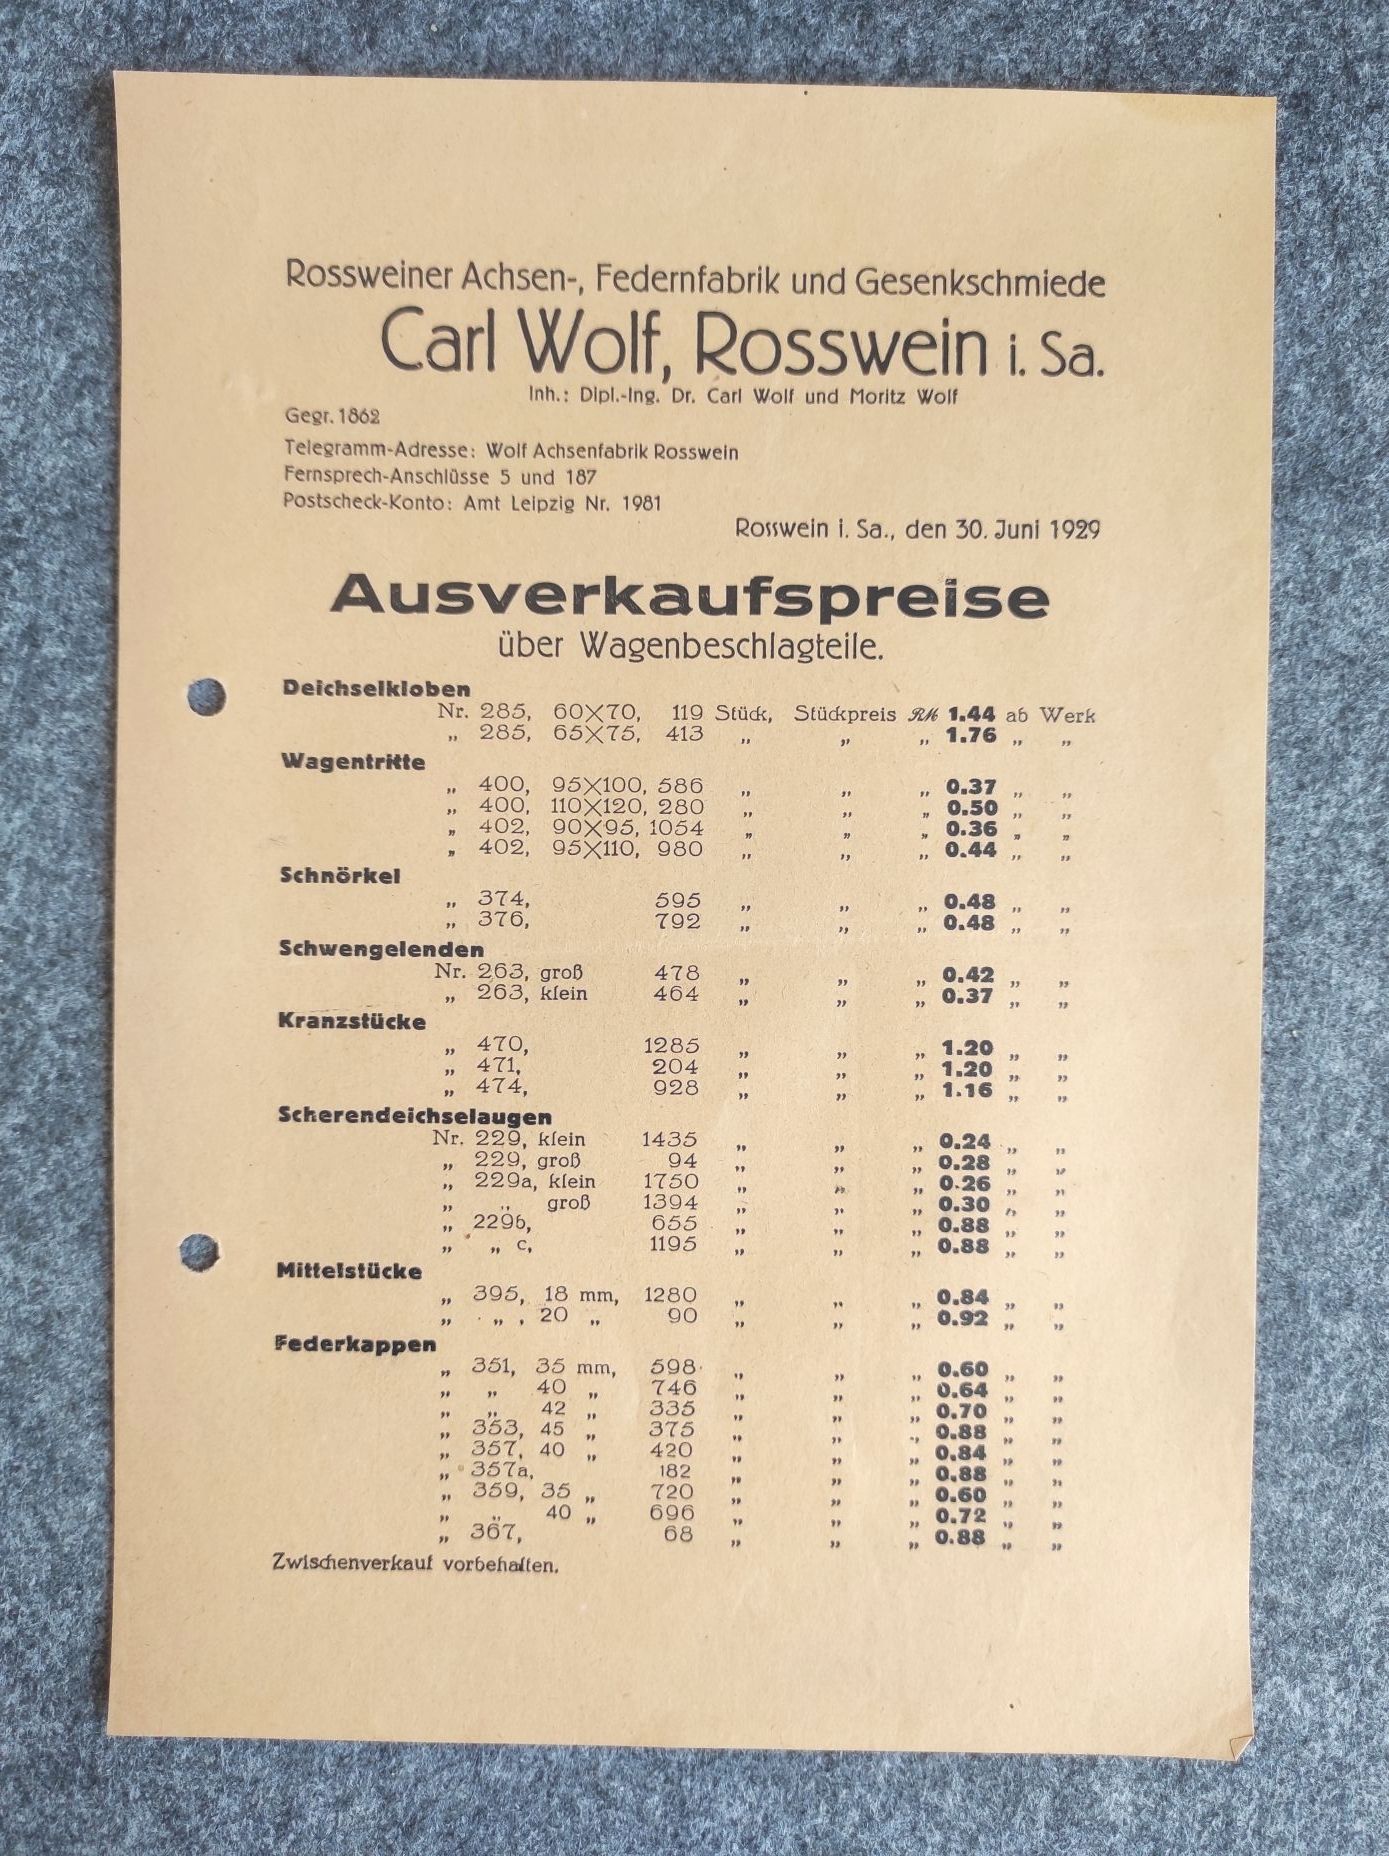 Rossweiner Achsen-, Federnfabrik und Gesenkschmiede
Carl Wolf, Rosswein i. Sa.
Inh.: Dipl.-Ing. Dr. Carl Wolf und Moritz Wolf
Gegr. 1862
Telegramm-Adresse: Wolf Achsenfabrik Rosswein
Fernsprech-Anschlüsse 5 und 187
Postscheck-Konto: Amt Leipzig Nr. 1981
Rosswein i. Sa., den 30. Juni 1929
Ausverkaufspreise
über Wagenbeschlagteile.
Deichselkloben
Nr. 285, 60×70, 119 Stück, Stückpreis RM 1.44 ab Werk
„ 285, 65×75, 413 „ „ „ 1.76 „ „
Wagentritte
„ 400, 95×100, 586 „ „ „ 0.37 „ „
„ 400, 110×120, 280 „ „ „ 0.50 „ „
„ 402, 90×95, 1054 „ „ „ 0.36 „ „
„ 402, 95×110, 980 „ „ „ 0.44 „ „
Schnörkel
„ 374, 595 „ „ „ 0.48 „ „
„ 376, 792 „ „ „ 0.48 „ „
Schwengelenden
Nr. 263, groß 478 „ „ „ 0.42 „ „
„ 263, klein 464 „ „ „ 0.37 „ „
Kranzstücke
„ 470, 1285 „ „ „ 1.20 „ „
„ 471, 204 „ „ „ 1.20 „ „
„ 474, 928 „ „ „ 1.16 „ „
Scherendeichselaugen
Nr. 229, klein 1435 „ „ „ 0.24 „ „
„ 229, groß 94 „ „ „ 0.28 „ „
„ 229a, klein 1750 „ „ „ 0.26 „ „
„ „ groß 1394 „ „ „ 0.30 „ „
„ 229b, 655 „ „ „ 0.88 „ „
„ „ c, 1195 „ „ „ 0.88 „ „
Mittelstücke
„ 395, 18 mm, 1280 „ „ „ 0.84 „ „
„ „ , 20 „ 90 „ „ „ 0.92 „ „
Federkappen
„ 351, 35 mm, 598 „ „ „ 0.60 „ „
„ „ 40 „ 746 „ „ „ 0.64 „ „
„ „ 42 „ 335 „ „ „ 0.70 „ „
„ 353, 45 „ 375 „ „ „ 0.88 „ „
„ 357, 40 „ 420 „ „ „ 0.84 „ „
„ 357a, 182 „ „ „ 0.88 „ „
„ 359, 35 „ 720 „ „ „ 0.60 „ „
„ „ 40 „ 696 „ „ „ 0.72 „ „
„ 367, 68 „ „ „ 0.88 „ „
Zwischenverkauf vorbehalten.